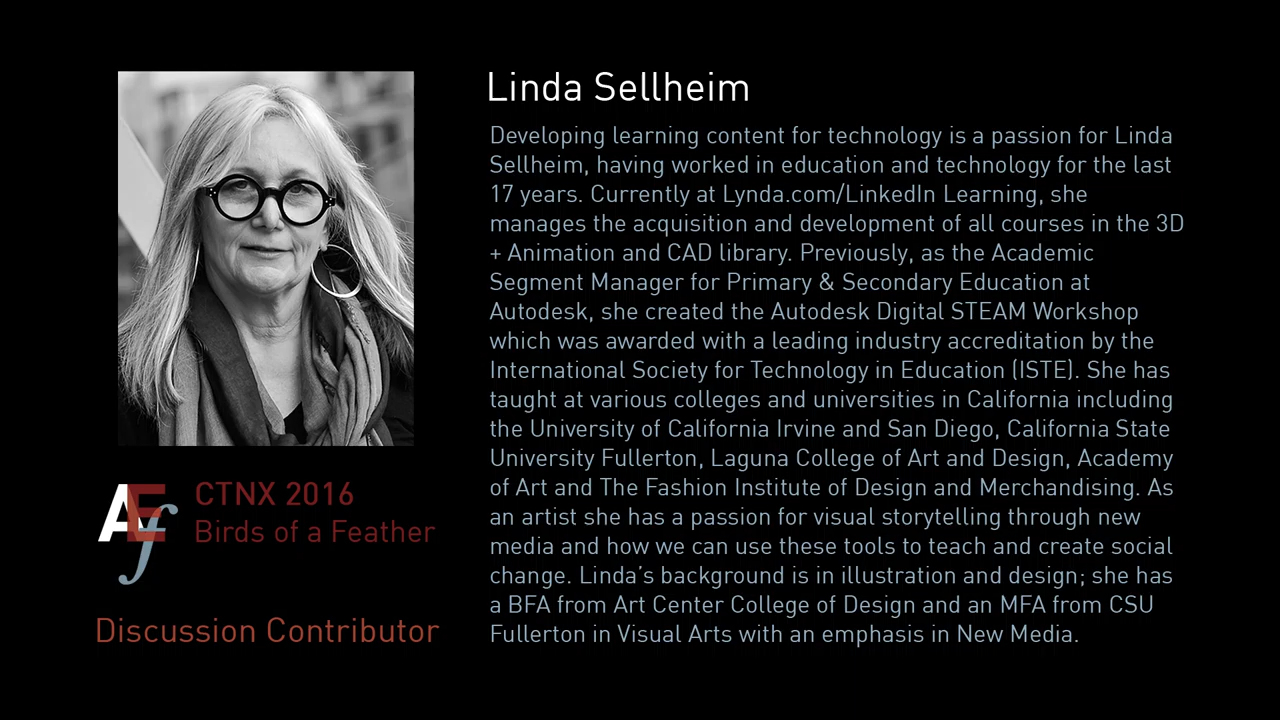 Linda Sellheim
Developing learning content for technology is a passion for Linda
Sellheim, having worked in education and technology for the last
17 years. Currently at Lynda.com/LinkedIn Learning, she
manages the acquisition and development of all courses in the 3D
+ Animation and CAD library. Previously, as the Academic
Segment Manager for Primary & Secondary Education at
Autodesk, she created the Autodesk Digital STEAM Workshop
which was awarded with a leading industry accreditation by the
International Society for Technology in Education (ISTE). She has
taught at various colleges and universities in California including
the University of California Irvine and San Diego, California State
University Fullerton, Laguna College of Art and Design, Academy
of Art and The Fashion Institute of Design and Merchandising. As
an artist she has a passion for visual storytelling through new
media and how we can use these tools to teach and create social
change. Linda’s background is in illustration and design; she has
a BFA from Art Center College of Design and an MFA from CSU
Fullerton in Visual Arts with an emphasis in New Media.
AEf
CTNX 2016
Birds of a Feather
Discussion Contributor